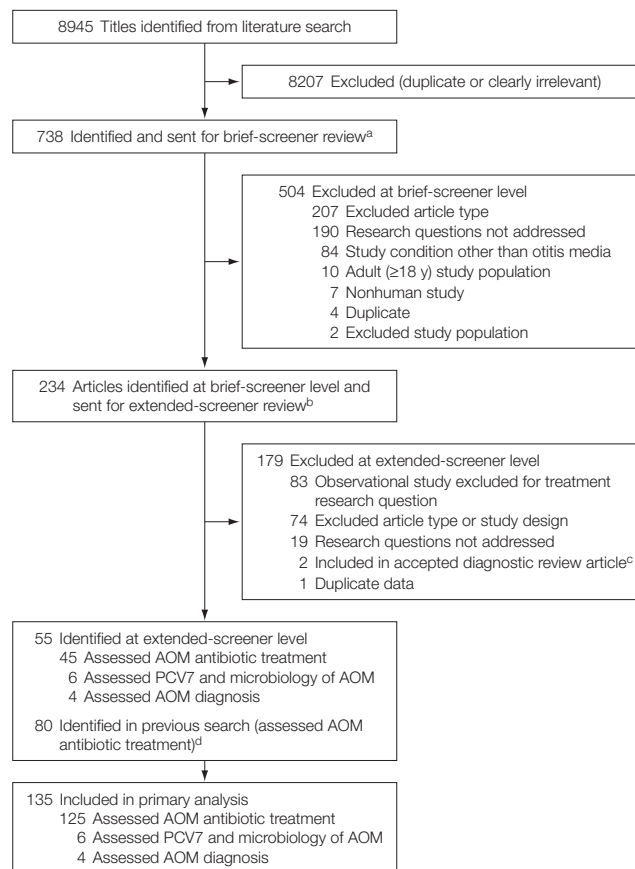 8945 Titles identified from literature search
8207 Excluded (duplicate or clearly irrelevant)
738 Identified and sent for brief-screener reviewᵃ
504 Excluded at brief-screener level
207 Excluded article type
190 Research questions not addressed
84 Study condition other than otitis media
10 Adult (≥18 y) study population
7 Nonhuman study
4 Duplicate
2 Excluded study population
234 Articles identified at brief-screener level and
sent for extended-screener reviewᵇ
179 Excluded at extended-screener level
83 Observational study excluded for treatment
research question
74 Excluded article type or study design
19 Research questions not addressed
2 Included in accepted diagnostic review articleᶜ
1 Duplicate data
55 Identified at extended-screener level
45 Assessed AOM antibiotic treatment
6 Assessed PCV7 and microbiology of AOM
4 Assessed AOM diagnosis
80 Identified in previous search (assessed AOM
antibiotic treatment)ᵈ
135 Included in primary analysis
125 Assessed AOM antibiotic treatment
6 Assessed PCV7 and microbiology of AOM
4 Assessed AOM diagnosis